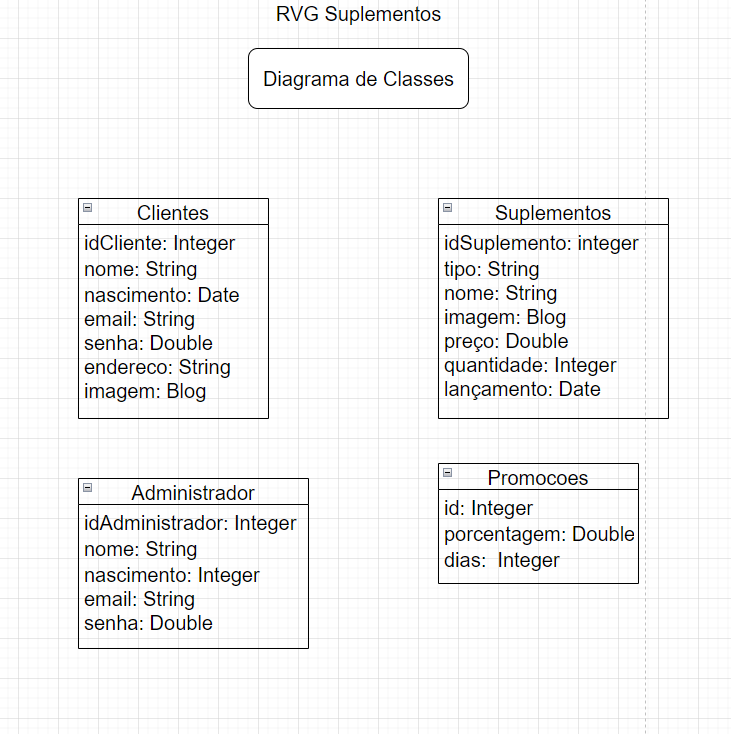 RVG Suplementos
Diagrama de Classes
Clientes
idCliente: Integer
nome: String
nascimento: Date
email: String
senha: Double
endereco: String
imagem: Blog
Suplementos
idSuplemento: integer
tipo: String
nome: String
imagem: Blog
preço: Double
quantidade: Integer
lançamento: Date
Administrador
idAdministrador: Integer
nome: String
nascimento: Integer
email: String
senha: Double
Promocoes
id: Integer
porcentagem: Double
dias:  Integer